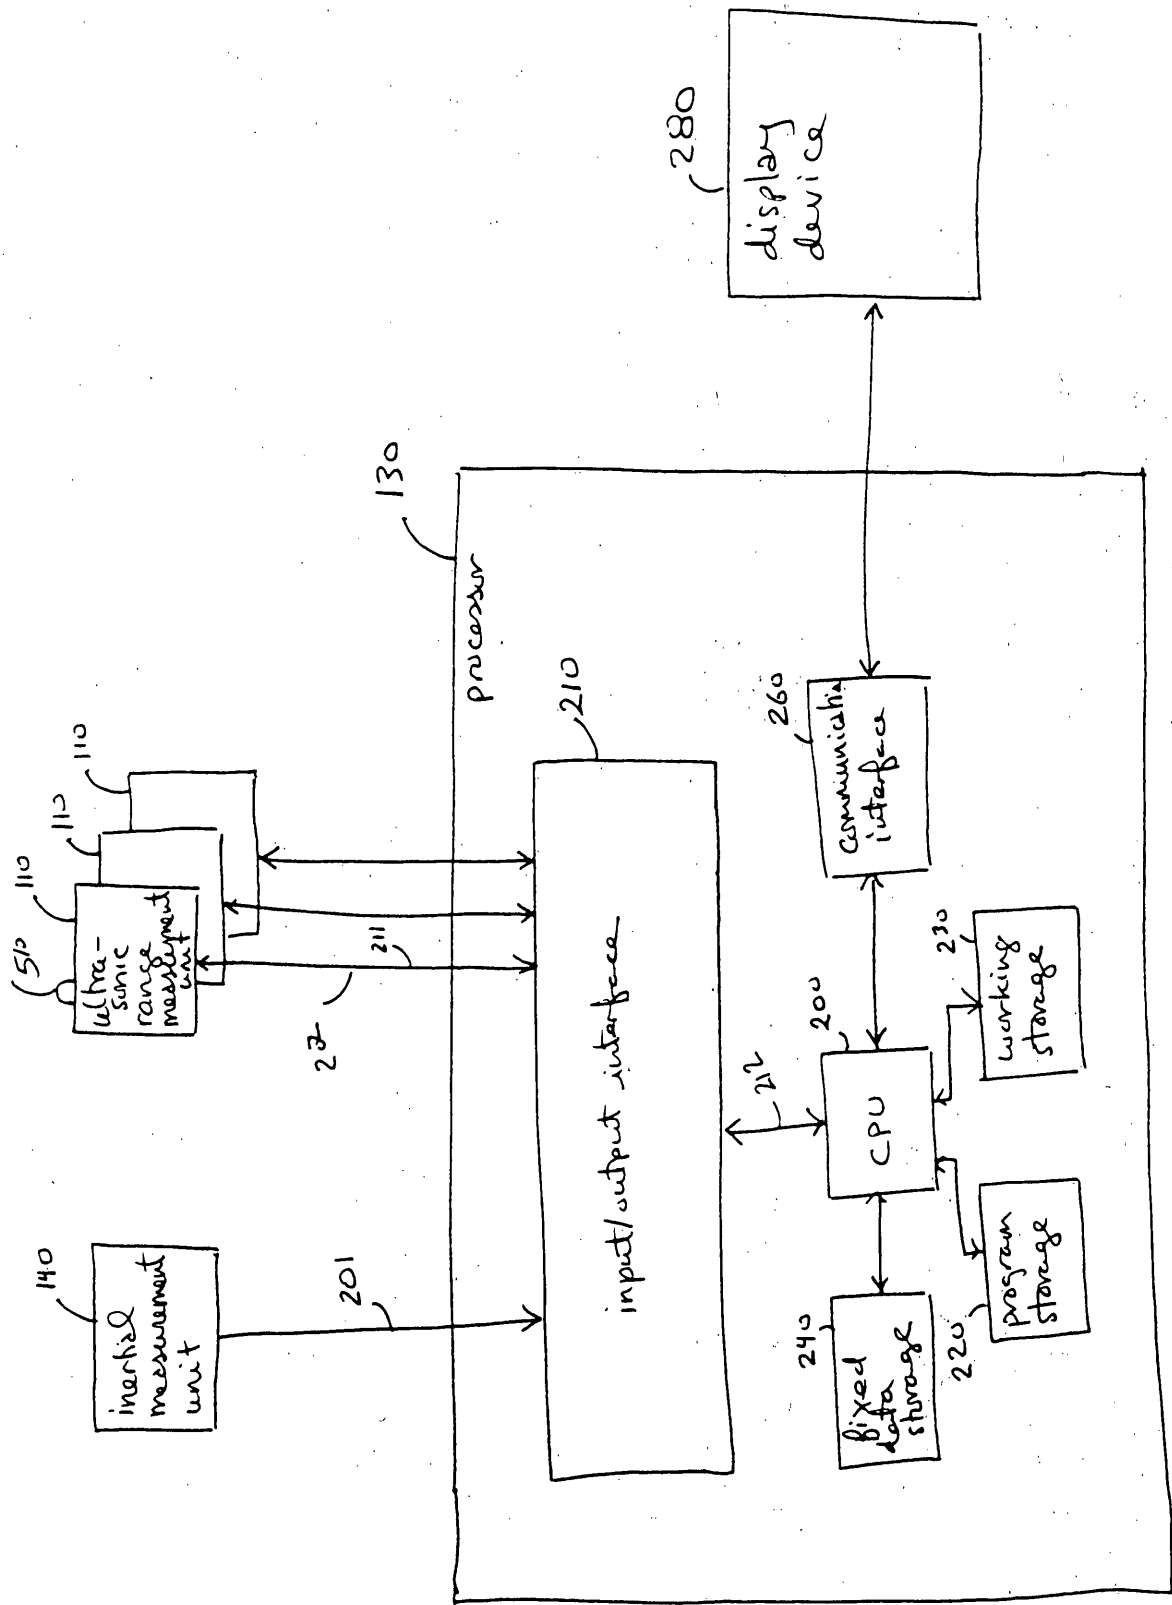 140
inertial
measurement
unit
201
510
110
110
110
ultra-
sonic
range
measurement
unit
22
211
130
processor
210
input/output interface
212
200
CPU
240
fixed
data
storage
220
program
storage
230
working
storage
260
communication
interface
280
display
device